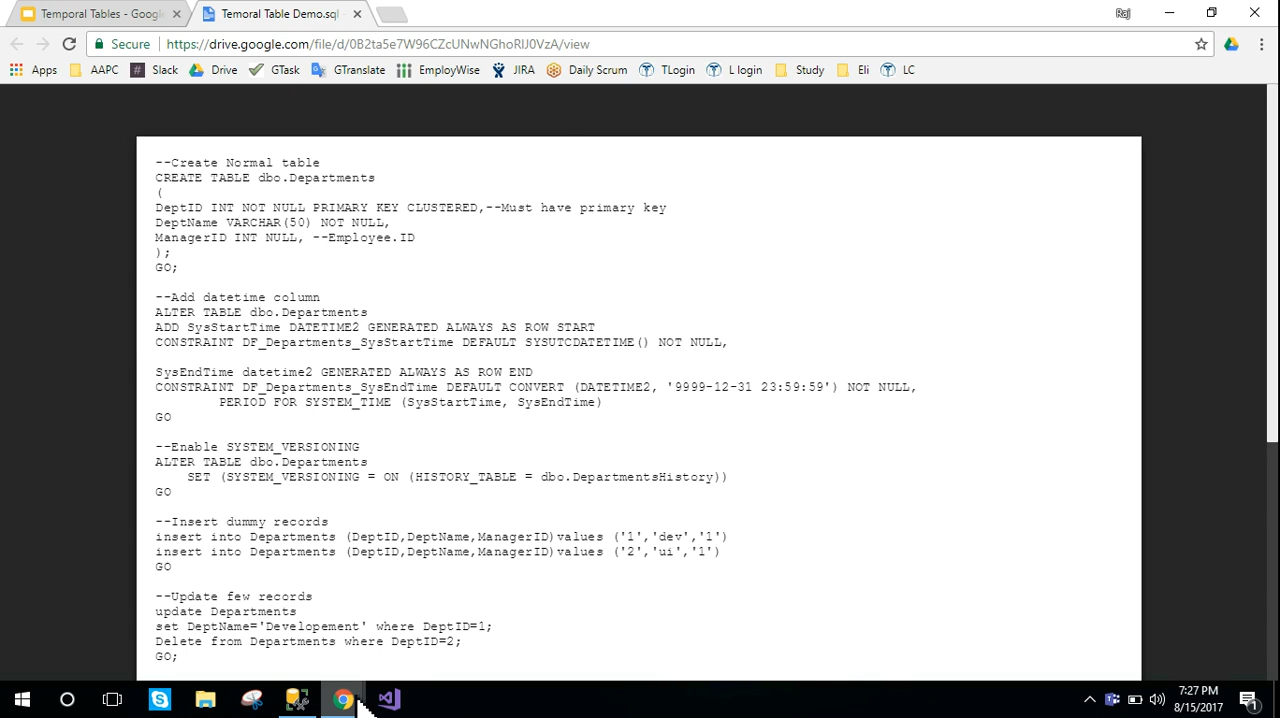 Temporal Tables - Googl
Temoral Table Demo.sql
Raj
Secure
https://drive.google.com/file/d/0B2ta5e7W96CZcUNwNGhoRlJ0VzA/view
Apps
AAPC
Slack
Drive
GTask
GTranslate
EmployWise
JIRA
Daily Scrum
TLogin
L login
Study
Eli
LC
--Create Normal table
CREATE TABLE dbo.Departments
(
DeptID INT NOT NULL PRIMARY KEY CLUSTERED,--Must have primary key
DeptName VARCHAR(50) NOT NULL,
ManagerID INT NULL, --Employee.ID
);
GO;
--Add datetime column
ALTER TABLE dbo.Departments
ADD SysStartTime DATETIME2 GENERATED ALWAYS AS ROW START
CONSTRAINT DF_Departments_SysStartTime DEFAULT SYSUTCDATETIME() NOT NULL,
SysEndTime datetime2 GENERATED ALWAYS AS ROW END
CONSTRAINT DF_Departments_SysEndTime DEFAULT CONVERT (DATETIME2, '9999-12-31 23:59:59') NOT NULL,
PERIOD FOR SYSTEM_TIME (SysStartTime, SysEndTime)
GO
--Enable SYSTEM_VERSIONING
ALTER TABLE dbo.Departments
SET (SYSTEM_VERSIONING = ON (HISTORY_TABLE = dbo.DepartmentsHistory))
GO
--Insert dummy records
insert into Departments (DeptID,DeptName,ManagerID)values ('1','dev','1')
insert into Departments (DeptID,DeptName,ManagerID)values ('2','ui','1')
GO
--Update few records
update Departments
set DeptName='Developement' where DeptID=1;
Delete from Departments where DeptID=2;
GO;
7:27 PM
8/15/2017
1